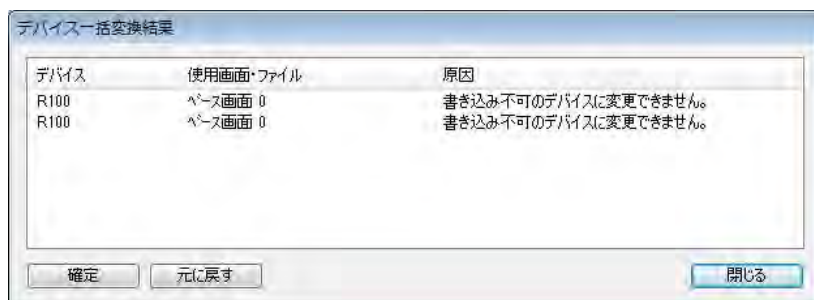 デバイス一括変換結果
デバイス 使用画面・ファイル 原因
R100 ベース画面 0 書き込み不可のデバイスに変更できません。
R100 ベース画面 0 書き込み不可のデバイスに変更できません。
確定 元に戻す 閉じる